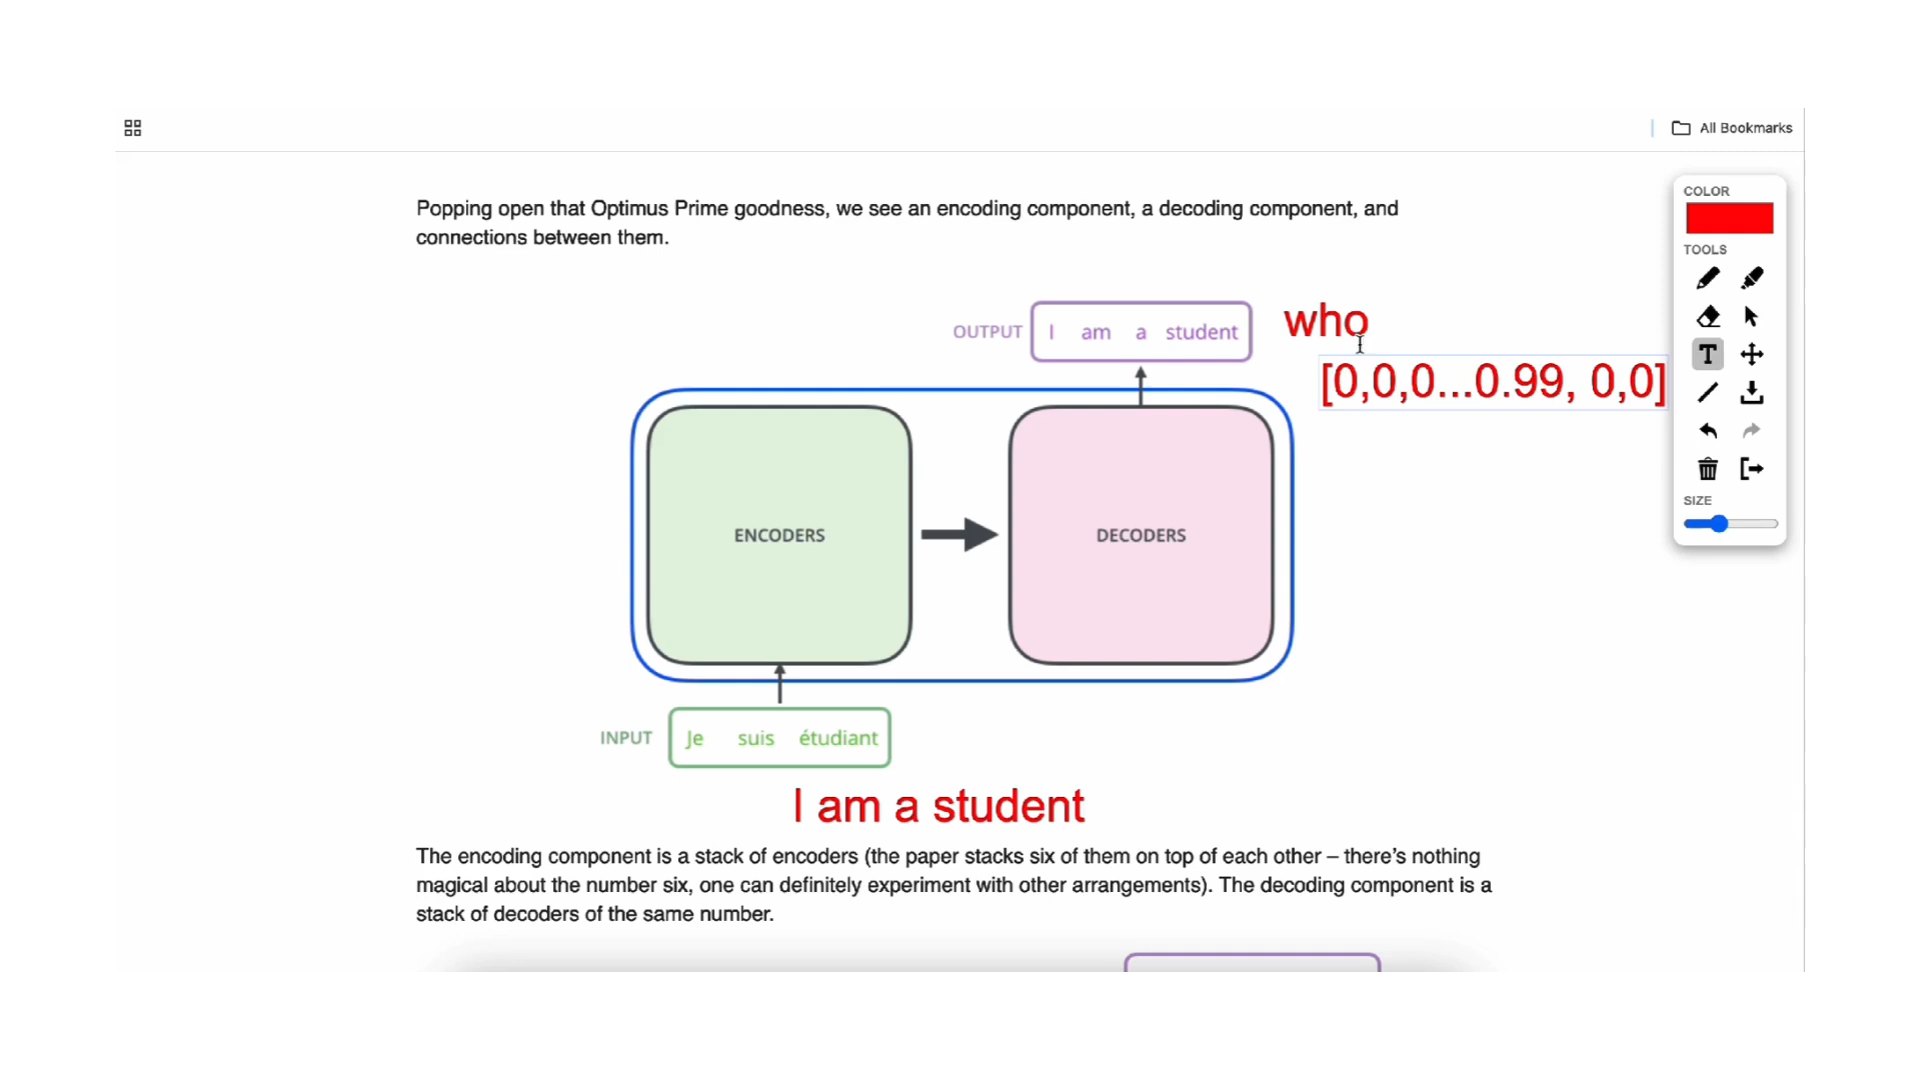 All Bookmarks
Popping open that Optimus Prime goodness, we see an encoding component, a decoding component, and
connections between them.
COLOR
TOOLS
SIZE
OUTPUT I am a student
who
[0,0,0...0.99, 0,0]
ENCODERS
DECODERS
INPUT Je suis étudiant
I am a student
The encoding component is a stack of encoders (the paper stacks six of them on top of each other – there's nothing
magical about the number six, one can definitely experiment with other arrangements). The decoding component is a
stack of decoders of the same number.